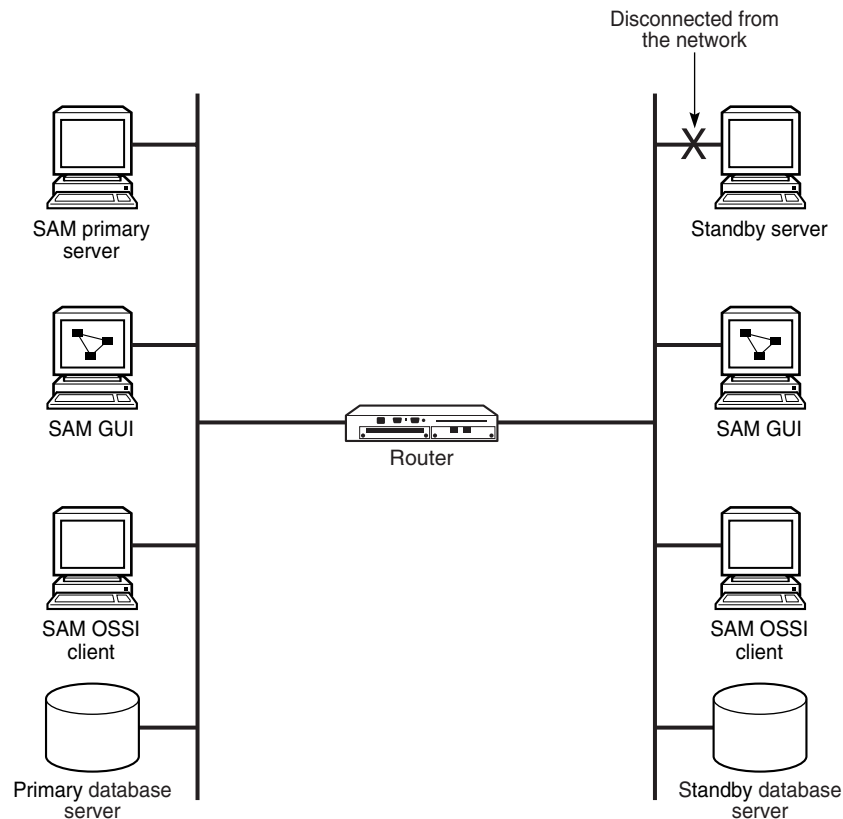 Disconnected from
the network
SAM primary
server
Standby server
SAM GUI
SAM GUI
Router
SAM OSSI
client
SAM OSSI
client
Primary database
server
Standby database
server